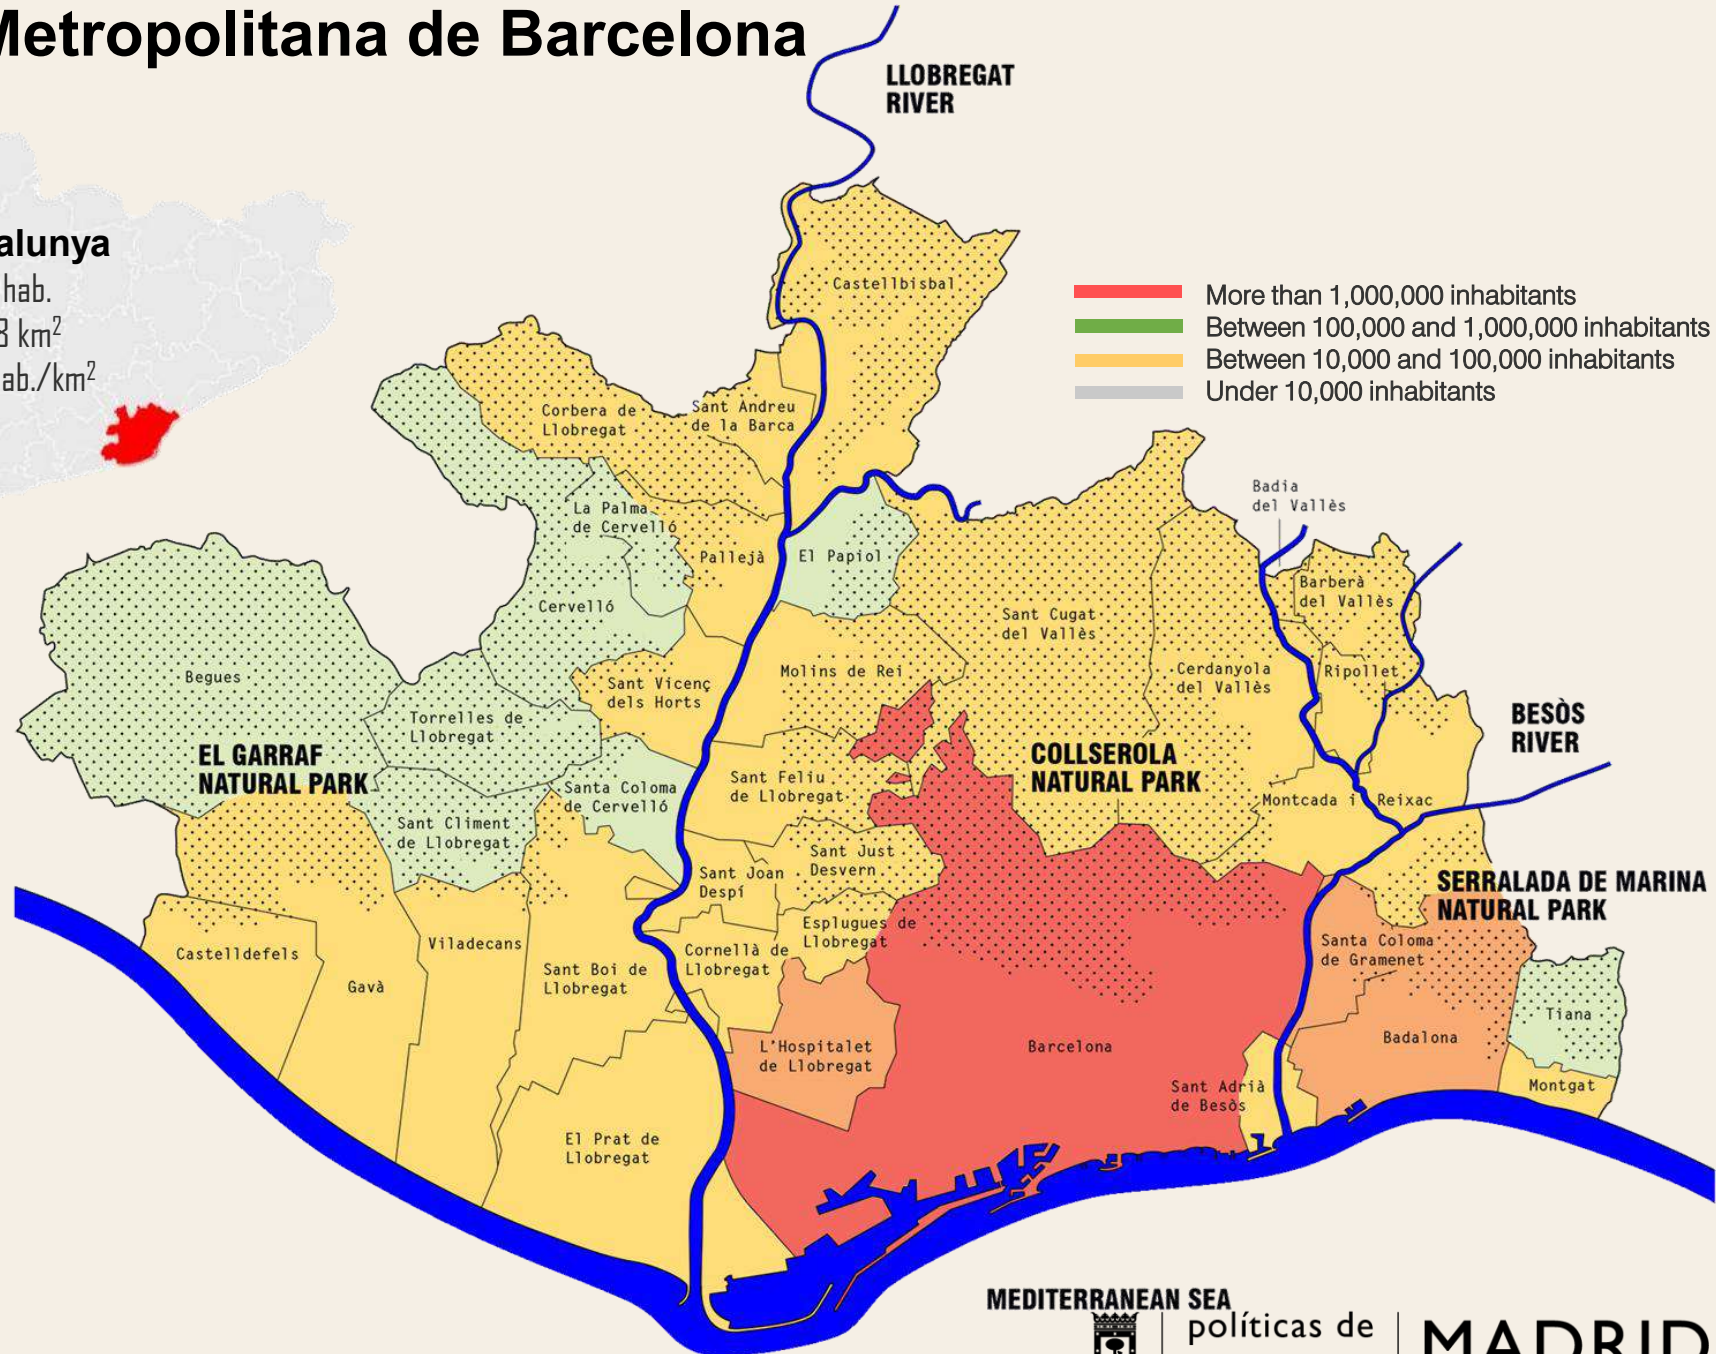 Metropolitana de Barcelona
LLOBREGAT
RIVER
alunya
hab.
8 km²
ab./km²
More than 1,000,000 inhabitants
Between 100,000 and 1,000,000 inhabitants
Between 10,000 and 100,000 inhabitants
Under 10,000 inhabitants
Castellbisbal
Corbera de
Llobregat
Sant Andreu
de la Barca
Badia
del Vallès
La Palma
de Cervelló
Pallejà
El Papiol
Barberà
del Vallès
Cervelló
Sant Cugat
del Vallès
Begues
Sant Vicenç
dels Horts
Molins de Rei
Cerdanyola
del Vallès
Ripollet
Torrelles de
Llobregat
BESÒS
RIVER
EL GARRAF
NATURAL PARK
COLLSEROLA
NATURAL PARK
Santa Coloma
de Cervelló
Sant Feliu
de Llobregat
Montcada i Reixac
Sant Climent
de Llobregat
Sant Just
Desvern
Sant Joan
Despí
SERRALADA DE MARINA
NATURAL PARK
Esplugues de
Llobregat
Castelldefels
Viladecans
Cornellà de
Llobregat
Santa Coloma
de Gramenet
Gavà
Sant Boi de
Llobregat
Tiana
L'Hospitalet
de Llobregat
Barcelona
Badalona
Sant Adrià
de Besòs
Montgat
El Prat de
Llobregat
MEDITERRANEAN SEA
políticas de
MADRID